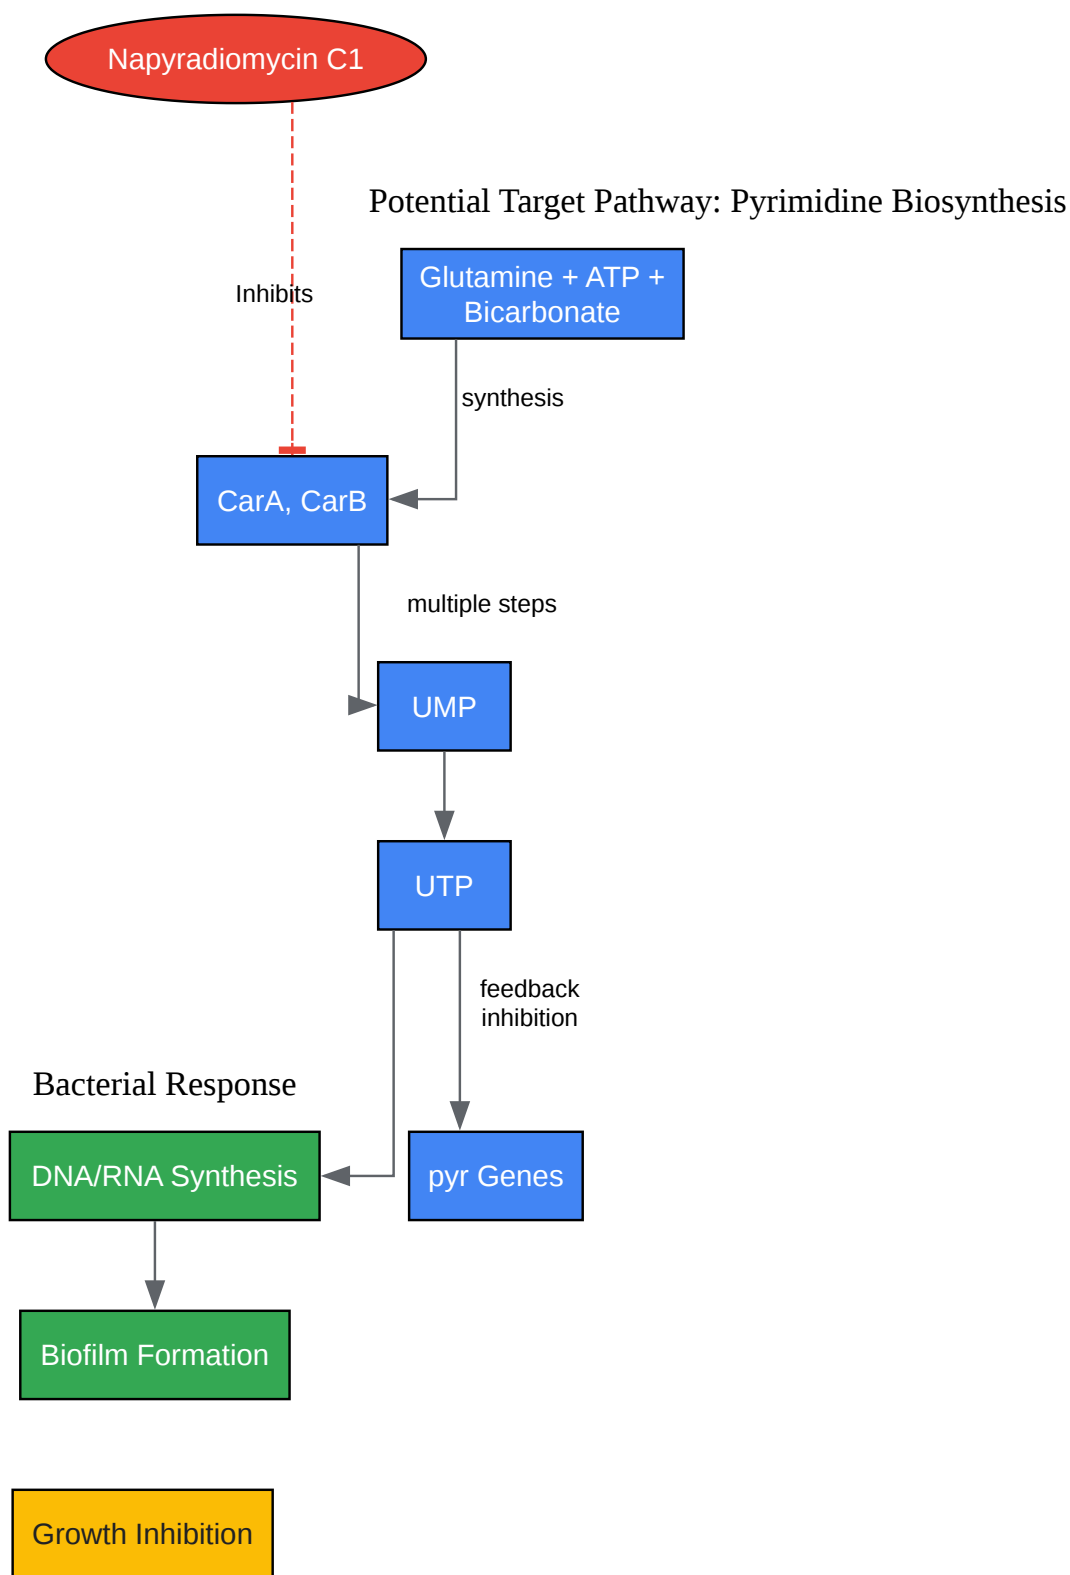 Napyradiomycin C1
Potential Target Pathway: Pyrimidine Biosynthesis
Glutamine + ATP +
Bicarbonate
Inhibits
synthesis
CarA, CarB
multiple steps
UMP
UTP
feedback
inhibition
Bacterial Response
DNA/RNA Synthesis
pyr Genes
Biofilm Formation
Growth Inhibition